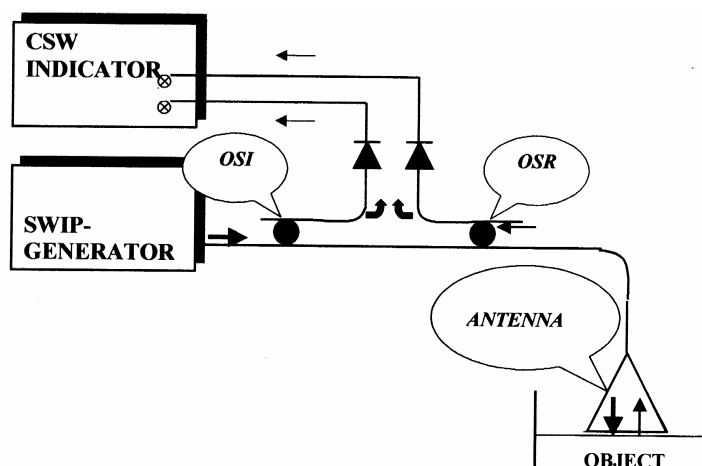 CSW
INDICATOR
OSI
OSR
SWIP-
GENERATOR
ANTENNA
OBJECT